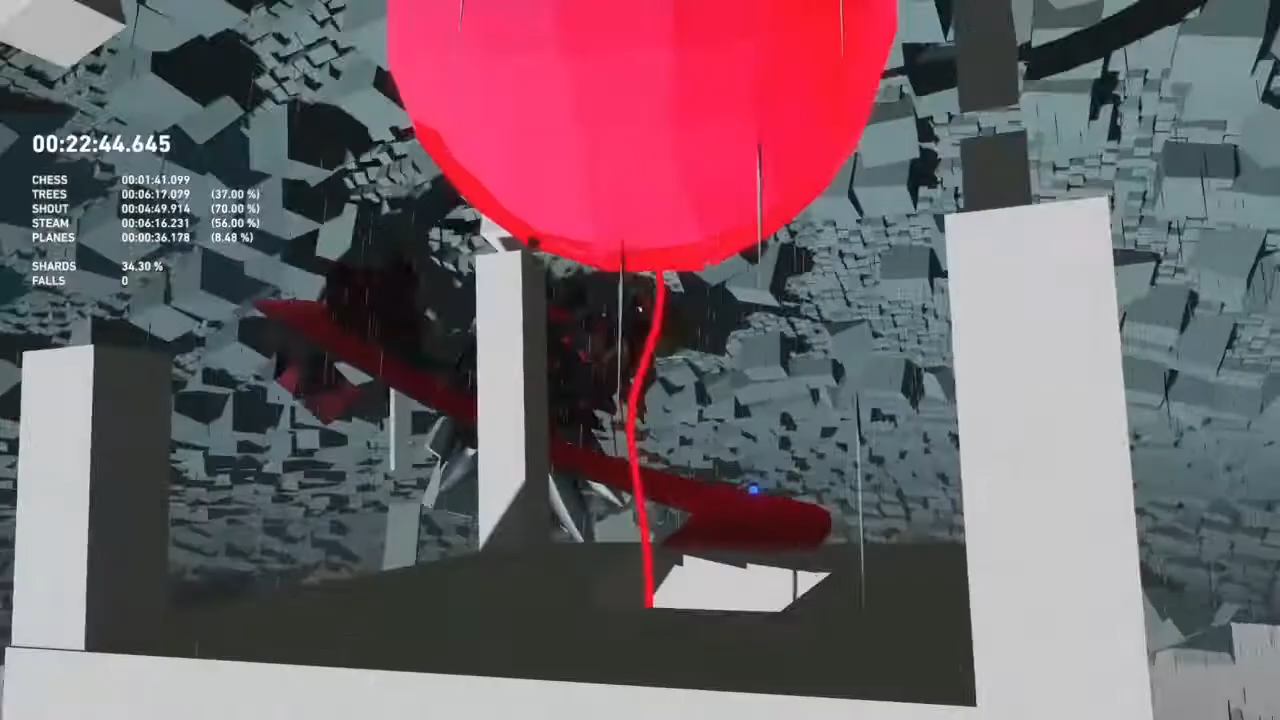 00:22:44.645
CHESS 00:01:41.099
TREES 00:06:17.079 (37.00 %)
SHOUT 00:04:49.914 (70.00 %)
STEAM 00:06:16.231 (56.00 %)
PLANES 00:00:36.178 (8.48 %)
SHARDS 34.30 %
FALLS 0